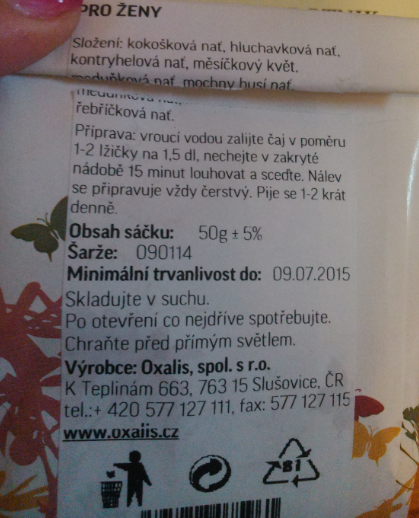 PRO ŽENY
Složení: kokošková nať, hluchavková nať,
kontryhelová nať, měsíčkový květ,
meduňková nať, mochny husí nať,
řebříčková nať.
Příprava: vroucí vodou zalijte čaj v poměru
1-2 lžičky na 1,5 dl, nechejte v zakryté
nádobě 15 minut louhovat a sceďte. Nálev
se připravuje vždy čerstvý. Pije se 1-2 krát
denně.
Obsah sáčku: 50g ± 5%
Šarže: 090114
Minimální trvanlivost do: 09.07.2015
Skladujte v suchu.
Po otevření co nejdříve spotřebujte.
Chraňte před přímým světlem.
Výrobce: Oxalis, spol. s r.o.
K Teplinám 663, 763 15 Slušovice, ČR
tel.:+ 420 577 127 111, fax: 577 127 115
www.oxalis.cz
81